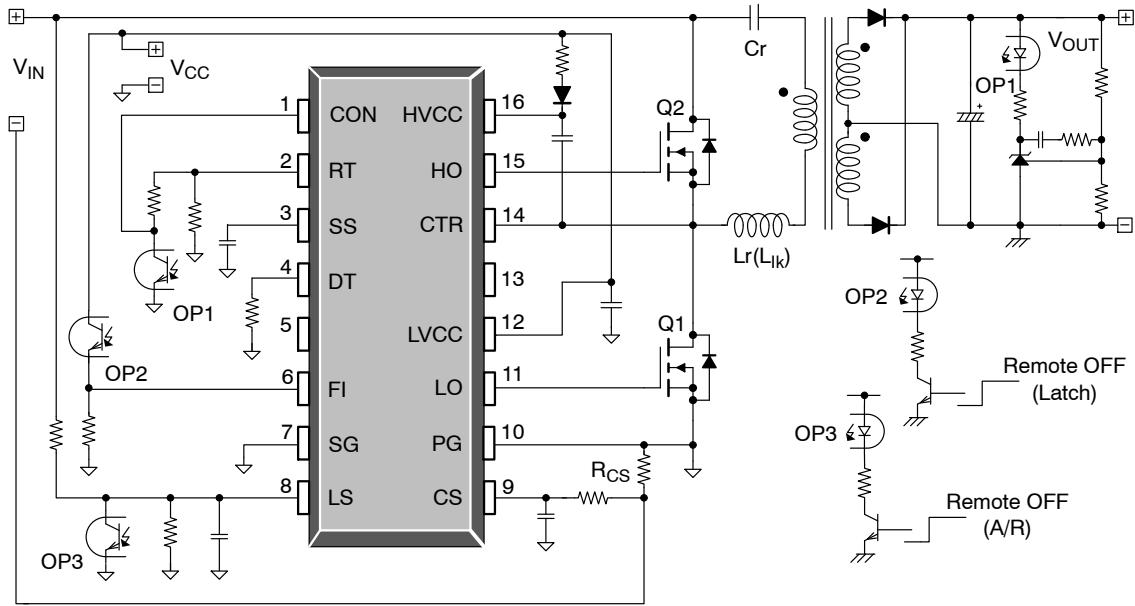 +
+
Cr
+
V_IN
V_CC
−
V_OUT
OP1
+
−
1
CON
HVCC
16
Q2
2
RT
HO
15
3
SS
CTR
14
−
Lr(L_lk)
4
DT
13
OP1
OP2
5
LVCC
12
Q1
OP2
Remote OFF
(Latch)
6
FI
LO
11
OP3
7
SG
PG
10
R_CS
8
LS
CS
9
Remote OFF
(A/R)
OP3